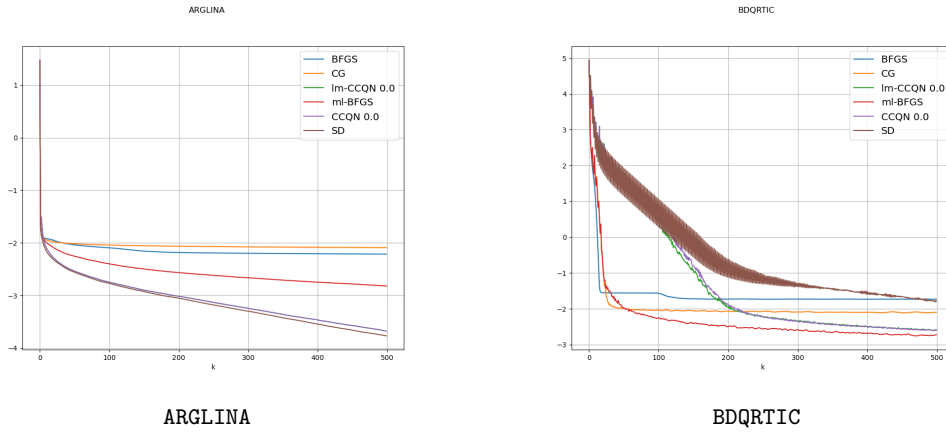 ARGLINA
BDQRTIC
BFGS
CG
lm-CCQN 0.0
ml-BFGS
CCQN 0.0
SD
1
0
−1
−2
−3
−4
0
100
200
300
400
500
k
BFGS
CG
lm-CCQN 0.0
ml-BFGS
CCQN 0.0
SD
5
4
3
2
1
0
−1
−2
−3
0
100
200
300
400
500
k
ARGLINA
BDQRTIC